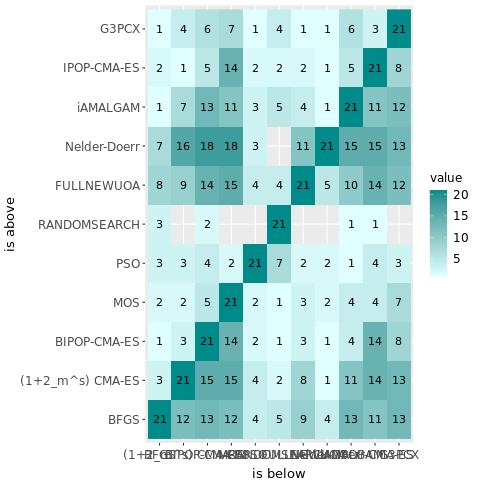 G3PCX 1 4 6 7 1 4 1 1 6 3 21
IPOP-CMA-ES 2 1 5 14 2 2 2 1 5 21 8
iAMALGAM 1 7 13 11 3 5 4 1 21 11 12
Nelder-Doerr 7 16 18 18 3 11 21 15 15 13
FULLNEWUOA 8 9 14 15 4 4 21 5 10 14 12
RANDOMSEARCH 3 2 21 1 1
PSO 3 3 4 2 21 7 2 2 1 4 3
MOS 2 2 5 21 2 1 3 2 4 4 7
BIPOP-CMA-ES 1 3 21 14 2 1 3 1 4 14 8
(1+2_m^s) CMA-ES 3 21 15 15 4 2 8 1 11 14 13
BFGS 21 12 13 12 4 5 9 4 13 11 13
is above
is below
value
20
15
10
5